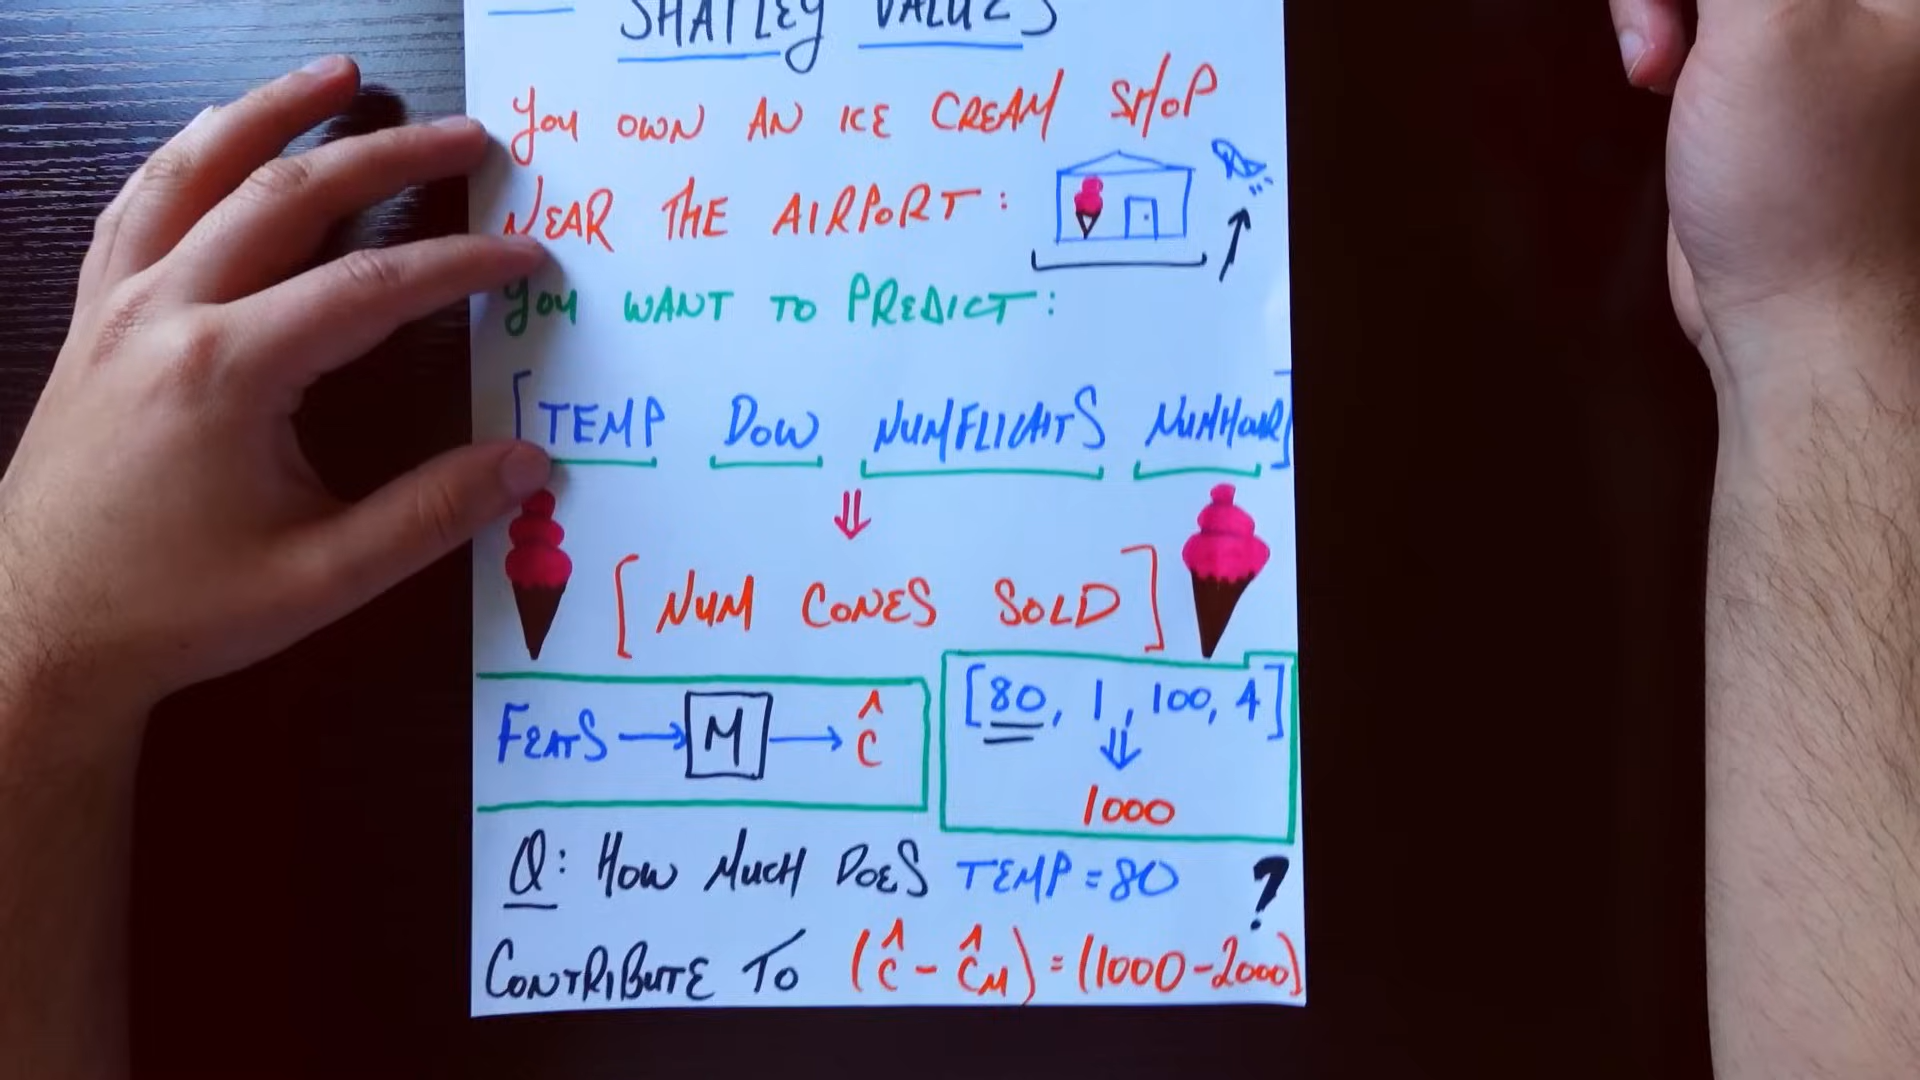 SHAPLEY VALUES
YOU OWN AN ICE CREAM SHOP
NEAR THE AIRPORT:
YOU WANT TO PREDICT:
[TEMP DOW NUMFLIGHTS NUMHOUR]
⇓
[NUM CONES SOLD]
FEATS → M → Ĉ
[80, 1, 100, 4]
⇓
1000
Q: HOW MUCH DOES TEMP = 80
CONTRIBUTE TO (Ĉ - ĈM) = (1000-2000) ?